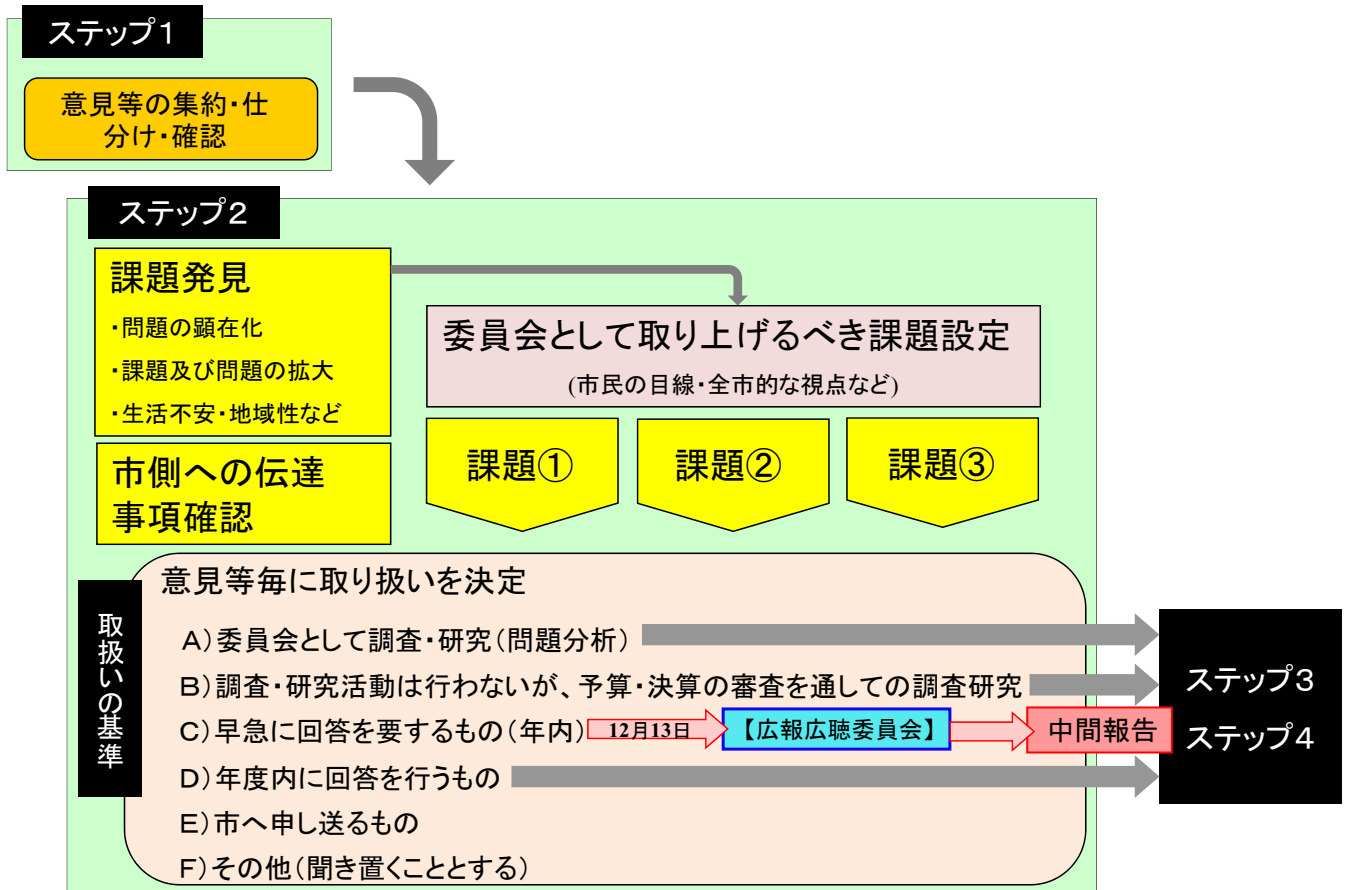 ステップ1
意見等の集約・仕
分け・確認
ステップ2
課題発見
・問題の顕在化
・課題及び問題の拡大
・生活不安・地域性など
市側への伝達
事項確認
委員会として取り上げるべき課題設定
(市民の目線・全市的な視点など)
課題①
課題②
課題③
取扱いの基準
意見等毎に取り扱いを決定
A)委員会として調査・研究(問題分析)
B)調査・研究活動は行わないが、予算・決算の審査を通しての調査研究
C)早急に回答を要するもの(年内) 12月13日 【広報広聴委員会】 中間報告
D)年度内に回答を行うもの
E)市へ申し送るもの
F)その他(聞き置くこととする)
ステップ3
ステップ4